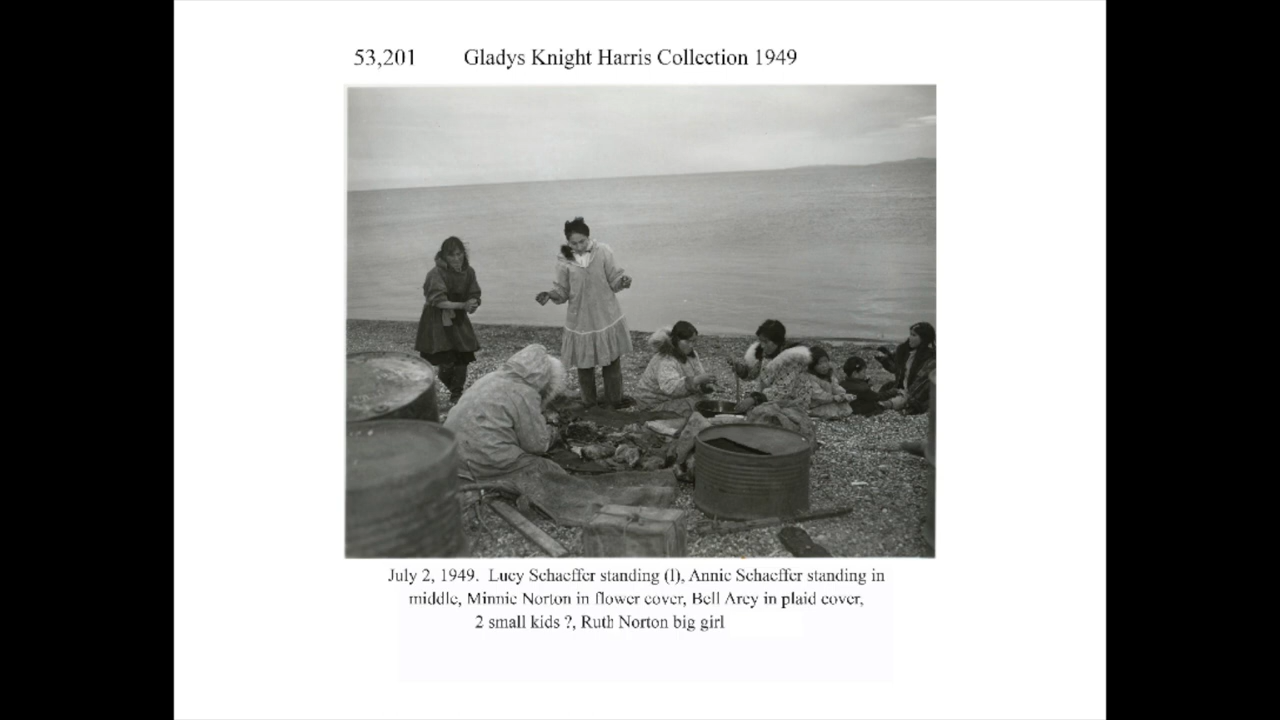 53,201 Gladys Knight Harris Collection 1949
July 2, 1949. Lucy Schaeffer standing (l), Annie Schaeffer standing in
middle, Minnie Norton in flower cover, Bell Arey in plaid cover,
2 small kids ?, Ruth Norton big girl